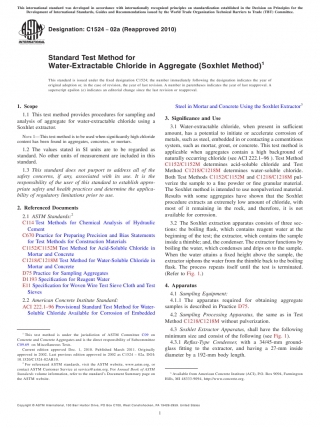 This international standard was developed in accordance with internationally recognized principles on standardization established in the Decision on Principles for the
Development of International Standards, Guides and Recommendations issued by the World Trade Organization Technical Barriers to Trade (TBT) Committee.
Designation: C1524 - 02a (Reapproved 2010)
INTERNATIONAL
Standard Test Method for
Water-Extractable Chloride in Aggregate (Soxhlet Method)1
This standard is issued under the fixed designation C1524; the number immediately following the designation indicates the year of
original adoption or, in the case of revision, the year of last revision. A number in parentheses indicates the year of last reapproval. A
superscript epsilon (ε) indicates an editorial change since the last revision or reapproval.
1. Scope
1.1 This test method provides procedures for sampling and
analysis of aggregate for water-extractable chloride using a
Soxhlet extractor.
NOTE 1—This test method is to be used when significantly high chloride
content has been found in aggregates, concretes, or mortars.
1.2 The values stated in SI units are to be regarded as
standard. No other units of measurement are included in this
standard.
1.3 This standard does not purport to address all of the
safety concerns, if any, associated with its use. It is the
responsibility of the user of this standard to establish appro-
priate safety and health practices and determine the applica-
bility of regulatory limitations prior to use.
2. Referenced Documents
2.1 ASTM Standards:2
C114 Test Methods for Chemical Analysis of Hydraulic
Cement
C670 Practice for Preparing Precision and Bias Statements
for Test Methods for Construction Materials
C1152/C1152M Test Method for Acid-Soluble Chloride in
Mortar and Concrete
C1218/C1218M Test Method for Water-Soluble Chloride in
Mortar and Concrete
D75 Practice for Sampling Aggregates
D1193 Specification for Reagent Water
E11 Specification for Woven Wire Test Sieve Cloth and Test
Sieves
2.2 American Concrete Institute Standard:
ACI 222.1–96 Provisional Standard Test Method for Water-
Soluble Chloride Available for Corrosion of Embedded
1 This test method is under the jurisdiction of ASTM Committee C09 on
Concrete and Concrete Aggregates and is the direct responsibility of Subcommittee
C09.69 on Miscellaneous Tests.
Current edition approved Dec. 1, 2010. Published March 2011. Originally
approved in 2002. Last previous edition approved in 2002 as C1524 – 02a. DOI:
10.1520/C1524-02AR10.
2 For referenced ASTM standards, visit the ASTM website, www.astm.org, or
contact ASTM Customer Service at service@astm.org. For Annual Book of ASTM
Standards volume information, refer to the standard's Document Summary page on
the ASTM website.
Steel in Mortar and Concrete Using the Soxhlet Extractor3
3. Significance and Use
3.1 Water-extractable chloride, when present in sufficient
amount, has a potential to initiate or accelerate corrosion of
metals, such as steel, embedded in or contacting a cementitious
system, such as mortar, grout, or concrete. This test method is
applicable when aggregates contain a high background of
naturally occurring chloride (see ACI 222.1–96 ). Test Method
C1152/C1152M determines acid-soluble chloride and Test
Method C1218/C1218M determines water-soluble chloride.
Both Test Methods C1152/C1152M and C1218/C1218M pul-
verize the sample to a fine powder or fine granular material.
The Soxhlet method is intended to use nonpulverized material.
Results with some aggregates have shown that the Soxhlet
procedure extracts an extremely low amount of chloride, with
most of it remaining in the rock, and therefore, it is not
available for corrosion.
3.2 The Soxhlet extraction apparatus consists of three sec-
tions: the boiling flask, which contains reagent water at the
beginning of the test; the extractor, which contains the sample
inside a thimble; and, the condenser. The extractor functions by
boiling the water, which condenses and drips on to the sample.
When the water attains a fixed height above the sample, the
extractor siphons the water from the thimble back to the boiling
flask. The process repeats itself until the test is terminated.
(Refer to Fig. 1.)
4. Apparatus
4.1 Sampling Equipment:
4.1.1 The apparatus required for obtaining aggregate
samples is described in Practice D75.
4.2 Sampling Processing Apparatus, the same as in Test
Method C1218/C1218M without pulverization.
4.3 Soxhlet Extractor Apparatus, shall have the following
minimum size and consist of the following (see Fig. 1),
4.3.1 Reflux-Type Condenser, with a 34/45-mm ground-
glass fitting to the extractor, and having a 27-mm inside
diameter by a 192-mm body length.
3 Available from American Concrete Institute (ACI), P.O. Box 9094, Farmington
Hills, MI 48333-9094, http://www.concrete.org.
Copyright © ASTM International, 100 Barr Harbor Drive, PO Box C700, West Conshohocken, PA 19428-2959. United States
1